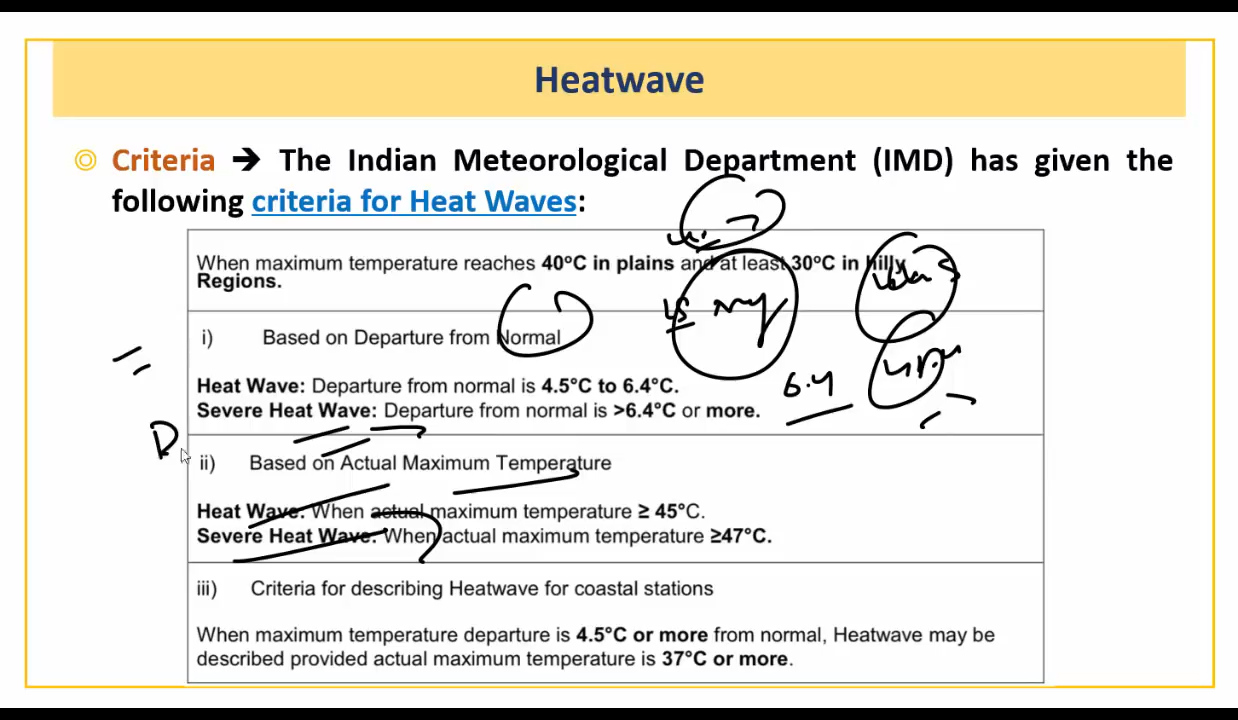 Heatwave
Criteria ➔ The Indian Meteorological Department (IMD) has given the
following criteria for Heat Waves:
When maximum temperature reaches 40°C in plains and at least 30°C in hilly
Regions.
i) Based on Departure from Normal
Heat Wave: Departure from normal is 4.5°C to 6.4°C.
6.4
Severe Heat Wave: Departure from normal is >6.4°C or more.
ii) Based on Actual Maximum Temperature
Heat Wave: When actual maximum temperature ≥ 45°C.
Severe Heat Wave: When actual maximum temperature ≥47°C.
iii) Criteria for describing Heatwave for coastal stations
When maximum temperature departure is 4.5°C or more from normal, Heatwave may be
described provided actual maximum temperature is 37°C or more.